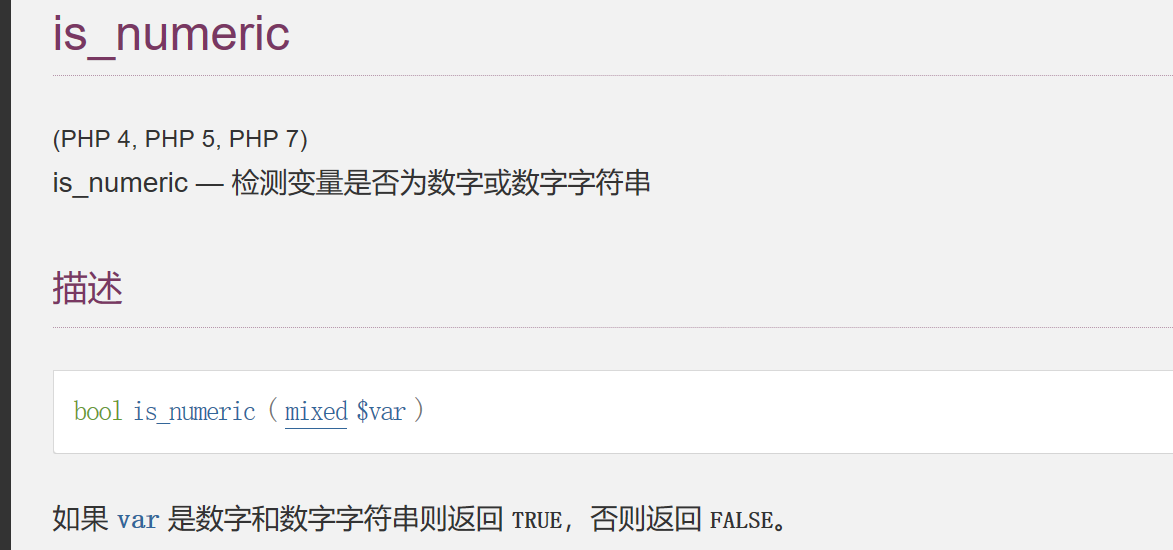 is_numeric
(PHP 4, PHP 5, PHP 7)
is_numeric — 检测变量是否为数字或数字字符串
描述
bool is_numeric ( mixed $var )
如果 var 是数字和数字字符串则返回 TRUE，否则返回 FALSE。